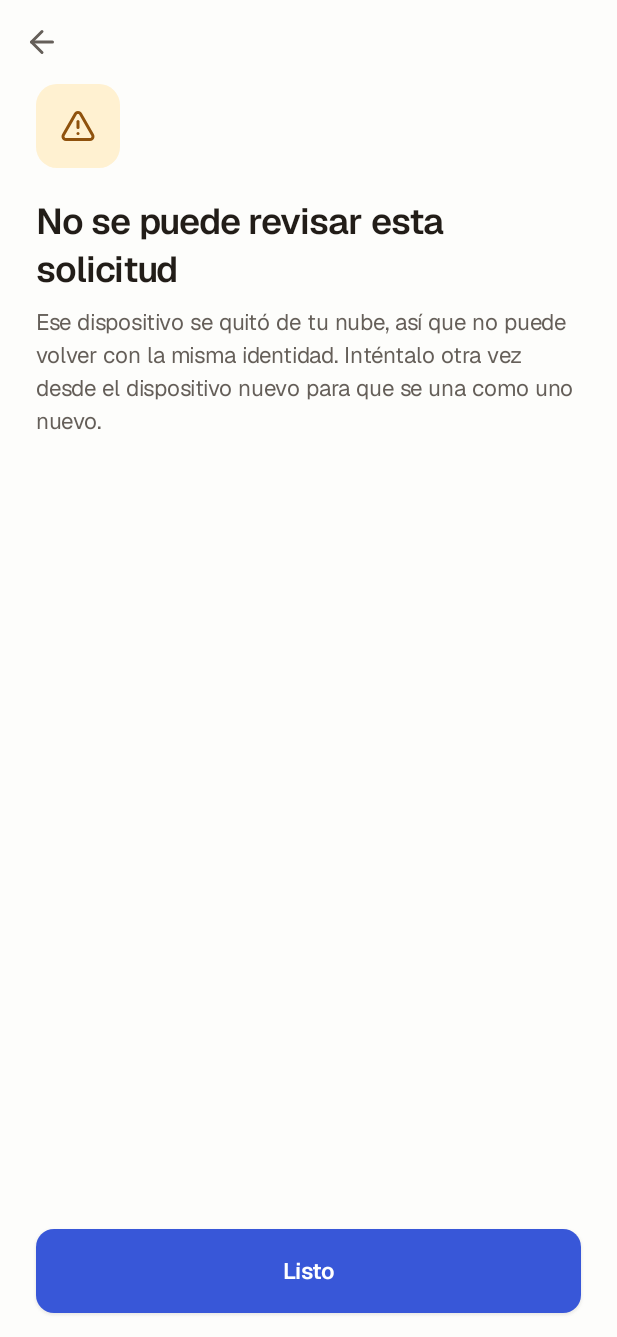 No se puede revisar esta
solicitud
Ese dispositivo se quitó de tu nube, así que no puede
volver con la misma identidad. Inténtalo otra vez
desde el dispositivo nuevo para que se una como uno
nuevo.
Listo